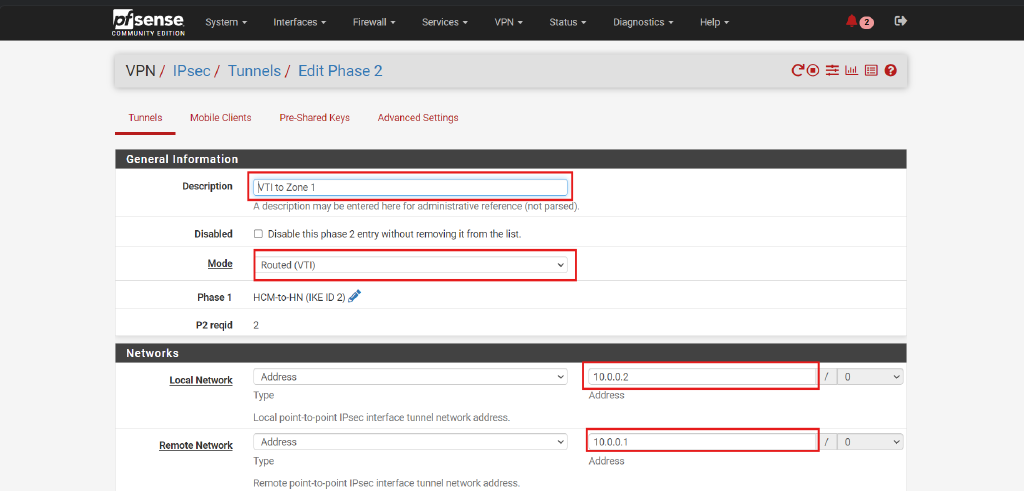 pfsense
COMMUNITY EDITION
System Interfaces Firewall Services VPN Status Diagnostics Help 2
VPN / IPsec / Tunnels / Edit Phase 2
Tunnels Mobile Clients Pre-Shared Keys Advanced Settings
General Information
Description VTI to Zone 1
A description may be entered here for administrative reference (not parsed).
Disabled Disable this phase 2 entry without removing it from the list.
Mode Routed (VTI)
Phase 1 HCM-to-HN (IKE ID 2)
P2 reqid 2
Networks
Local Network Address 10.0.0.2 / 0
Type Address
Local point-to-point IPsec interface tunnel network address.
Remote Network Address 10.0.0.1 / 0
Type Address
Remote point-to-point IPsec interface tunnel network address.